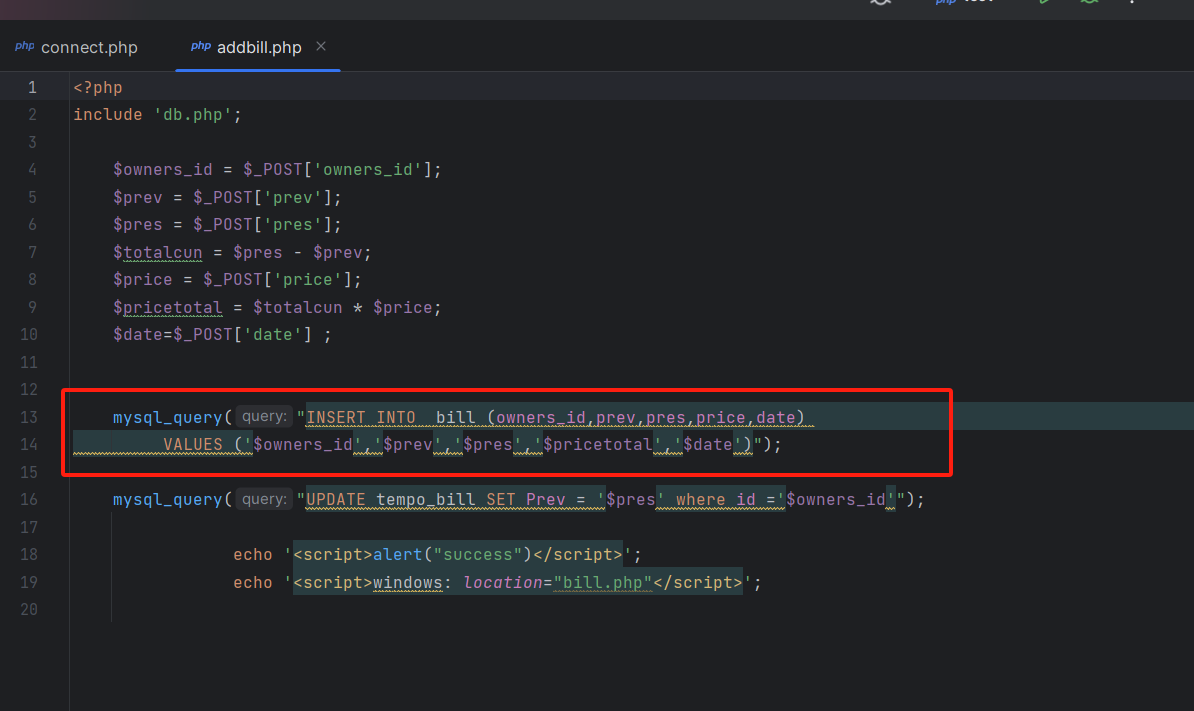 php connect.php php addbill.php ×
1 <?php
2 include 'db.php';
3
4 $owners_id = $_POST['owners_id'];
5 $prev = $_POST['prev'];
6 $pres = $_POST['pres'];
7 $totalcun = $pres - $prev;
8 $price = $_POST['price'];
9 $pricetotal = $totalcun * $price;
10 $date=$_POST['date'] ;
11
12
13 mysql_query( query: "INSERT INTO  bill (owners_id,prev,pres,price,date)
14 VALUES ('$owners_id','$prev','$pres','$pricetotal','$date')");
15
16 mysql_query( query: "UPDATE tempo_bill SET Prev = '$pres' where id ='$owners_id'");
17
18 echo '<script>alert("success")</script>';
19 echo '<script>windows: location="bill.php"</script>';
20